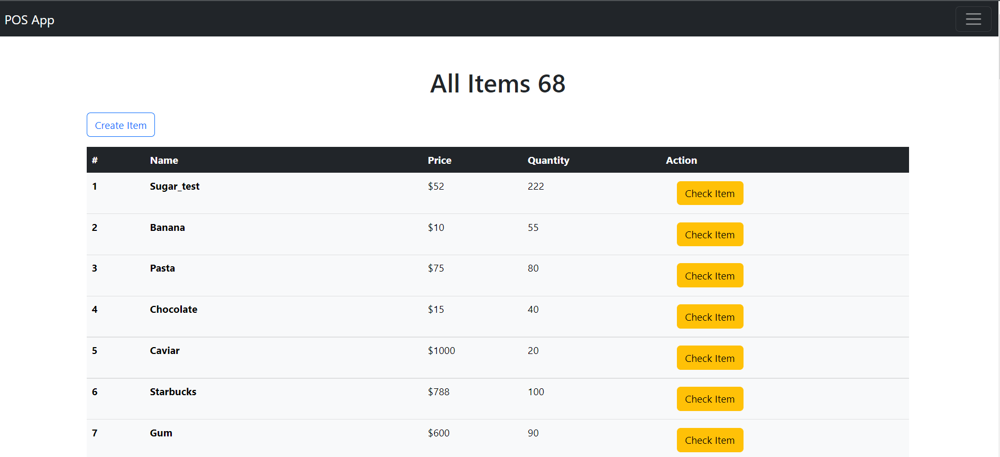 POS App
All Items 68
Create Item
# Name Price Quantity Action
1 Sugar_test $52 222 Check Item
2 Banana $10 55 Check Item
3 Pasta $75 80 Check Item
4 Chocolate $15 40 Check Item
5 Caviar $1000 20 Check Item
6 Starbucks $788 100 Check Item
7 Gum $600 90 Check Item